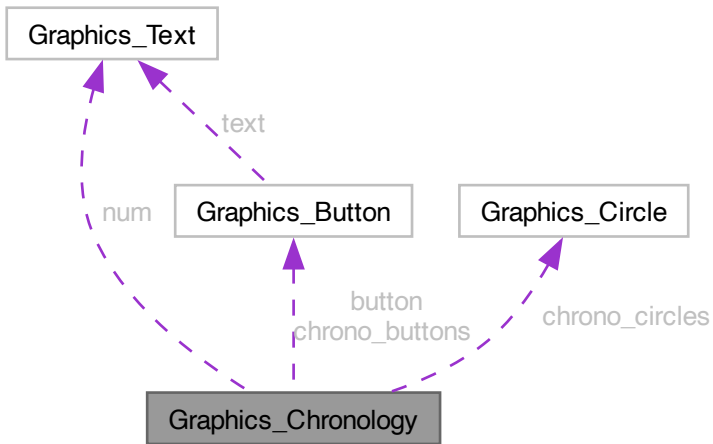 Graphics_Text
text
num
Graphics_Button
Graphics_Circle
button
chrono_buttons
chrono_circles
Graphics_Chronology